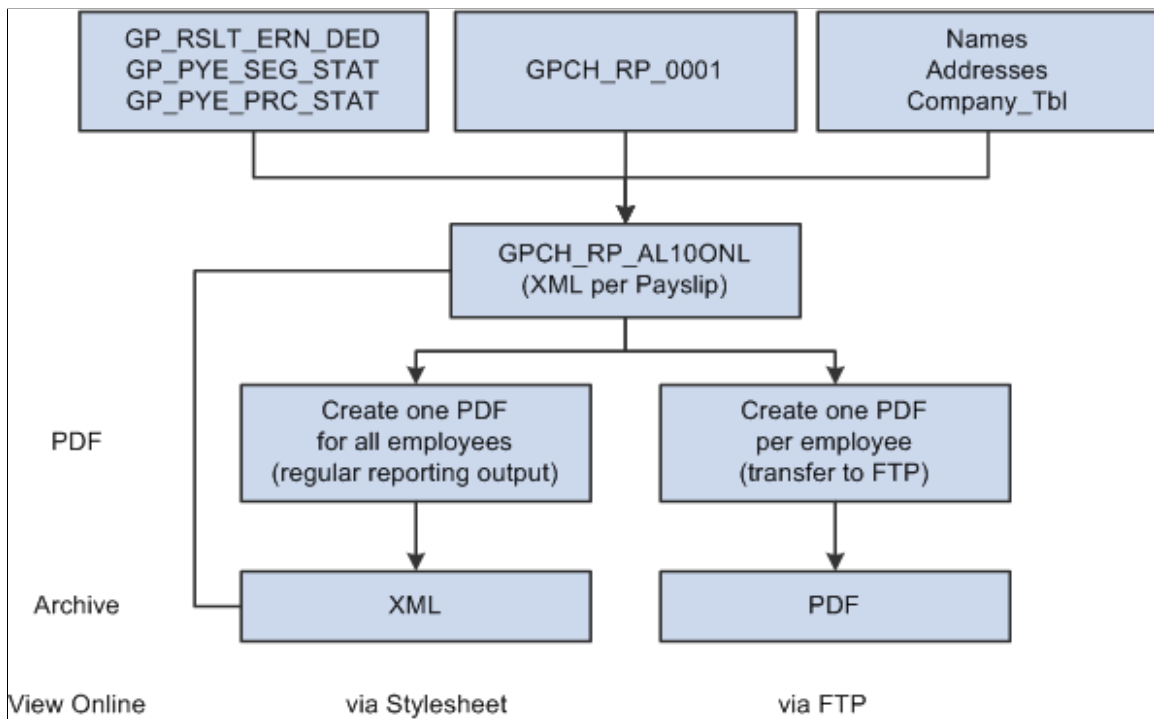 GP_RSLT_ERN_DED
GP_PYE_SEG_STAT
GP_PYE_PRC_STAT
GPCH_RP_0001
Names
Addresses
Company_Tbl
GPCH_RP_AL10ONL
(XML per Payslip)
PDF
Create one PDF
for all employees
(regular reporting output)
Create one PDF
per employee
(transfer to FTP)
Archive
XML
PDF
View Online
via Stylesheet
via FTP